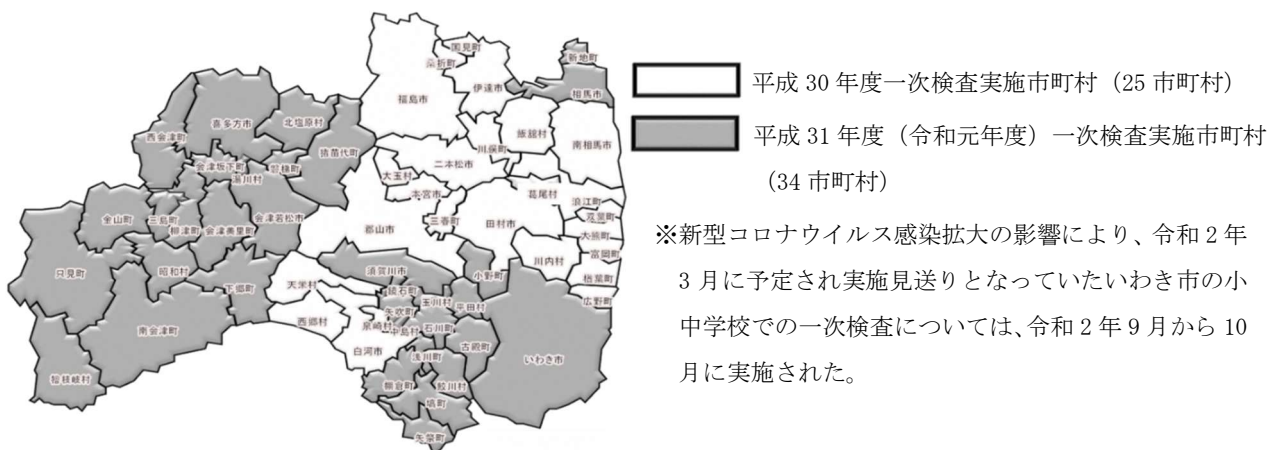 国見町
新地町
桑折町
相馬市
伊達市
福島市
飯舘村
南相馬市
川俣町
喜多方市
北塩原村
西会津町
猪苗代町
二本松市
会津坂下町
磐梯町
湯川村
大玉村
本宮市
葛尾村
浪江町
双葉町
三春町
田村市
大熊町
金山町
三島町
柳津町
会津美里町
会津若松市
郡山市
川内村
富岡町
楢葉町
広野町
只見町
昭和村
須賀川市
小野町
下郷町
天栄村
鏡石町
玉川村
平田村
矢吹町
西郷村
泉崎村
中島村
石川町
南会津町
白河市
浅川町
古殿町
いわき市
檜枝岐村
棚倉町
鮫川村
塙町
矢祭町
平成 30 年度一次検査実施市町村（25 市町村）
平成 31 年度（令和元年度）一次検査実施市町村
（34 市町村）
※新型コロナウイルス感染拡大の影響により、令和 2 年
3 月に予定され実施見送りとなっていたいわき市の小
中学校での一次検査については、令和 2 年 9 月から 10
月に実施された。